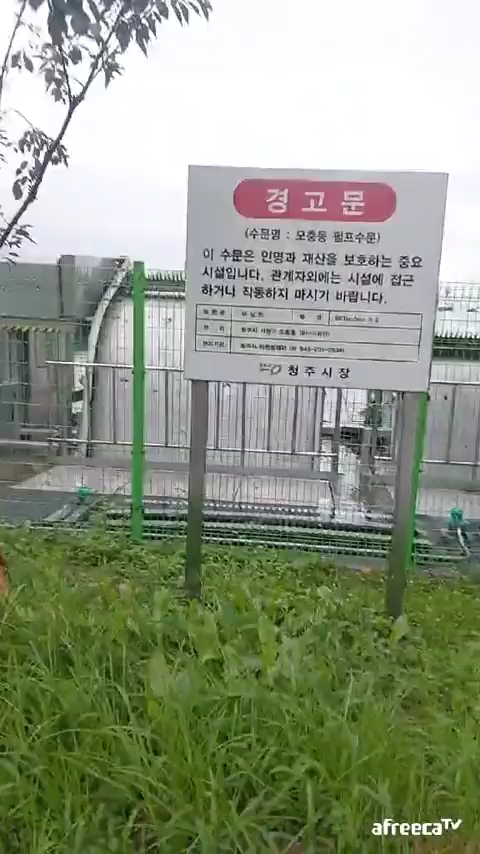 경고문
(수문명 : 모충동 펌프수문)
이 수문은 인명과 재산을 보호하는 중요
시설입니다. 관계자외에는 시설에 접근
하거나 작동하지 마시기 바랍니다.
청주시장
afreecaTV